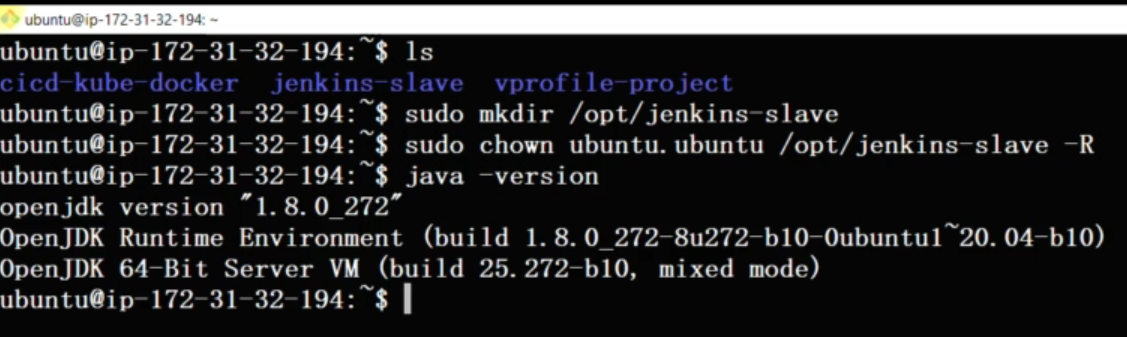 ubuntu@ip-172-31-32-194: ~
ubuntu@ip-172-31-32-194:~$ ls
cicd-kube-docker  jenkins-slave  vprofile-project
ubuntu@ip-172-31-32-194:~$ sudo mkdir /opt/jenkins-slave
ubuntu@ip-172-31-32-194:~$ sudo chown ubuntu.ubuntu /opt/jenkins-slave -R
ubuntu@ip-172-31-32-194:~$ java -version
openjdk version "1.8.0_272"
OpenJDK Runtime Environment (build 1.8.0_272-8u272-b10-0ubuntu1~20.04-b10)
OpenJDK 64-Bit Server VM (build 25.272-b10, mixed mode)
ubuntu@ip-172-31-32-194:~$